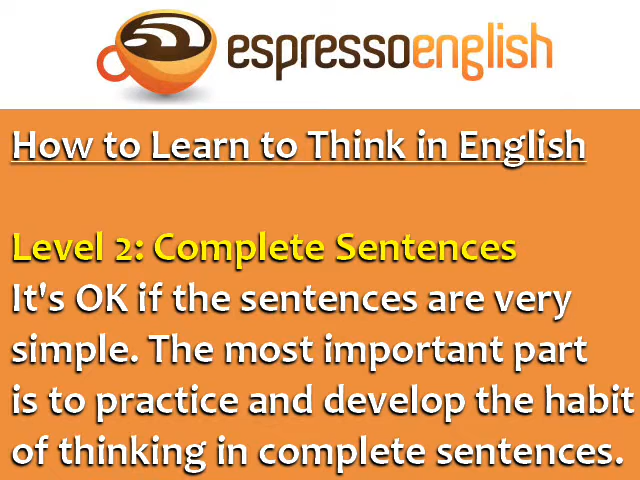 espressoenglish
How to Learn to Think in English
Level 2: Complete Sentences
It's OK if the sentences are very
simple. The most important part
is to practice and develop the habit
of thinking in complete sentences.